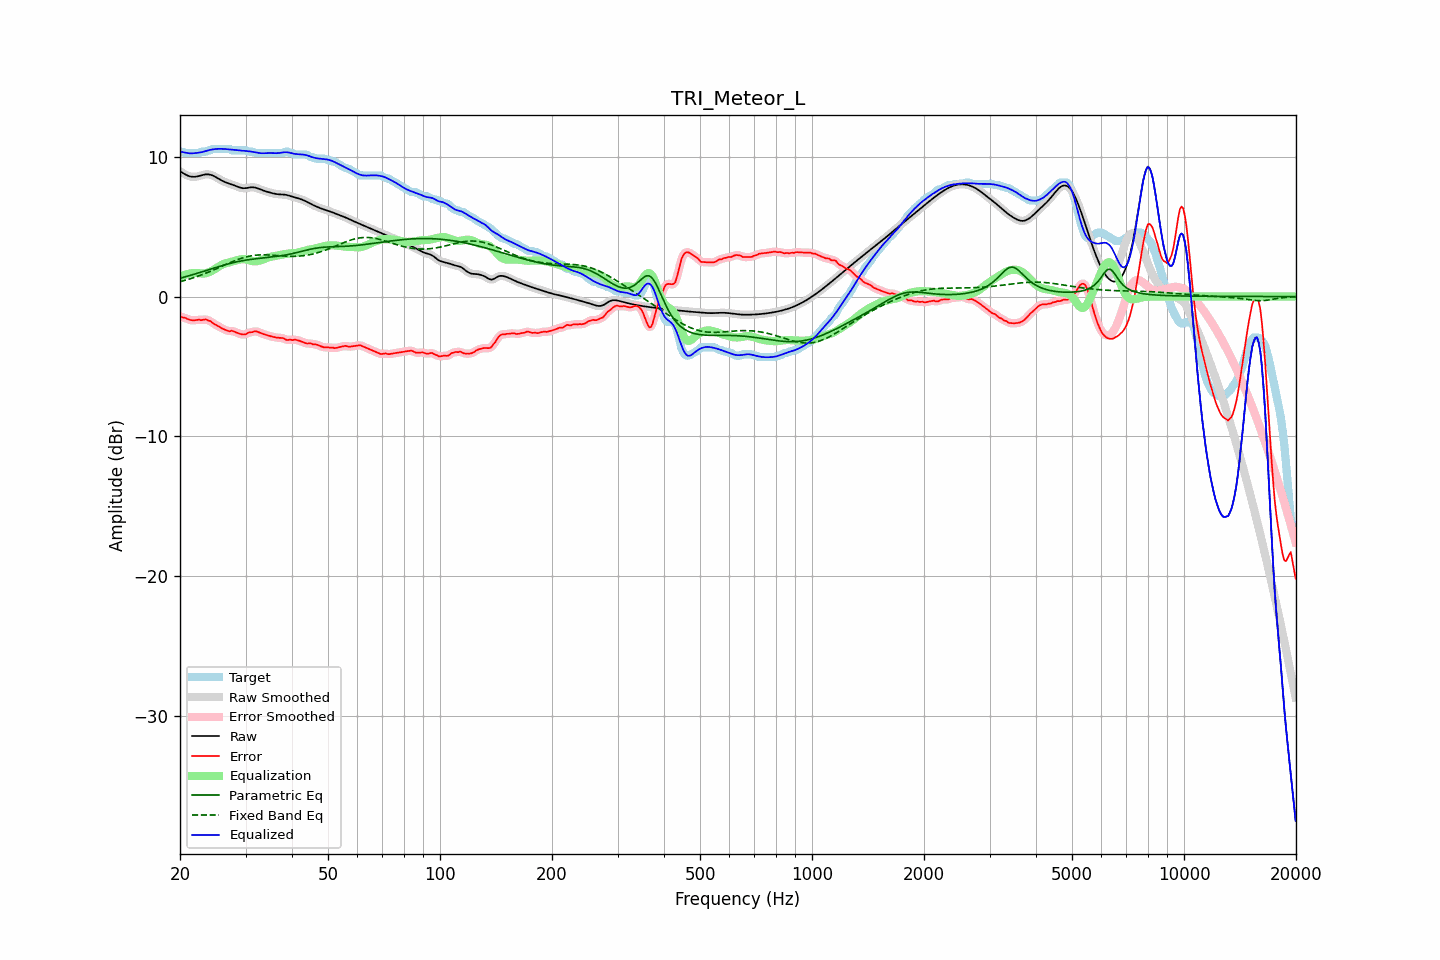 TRI_Meteor_L
Amplitude (dBr)
10
0
−10
−20
−30
Target
Raw Smoothed
Error Smoothed
Raw
Error
Equalization
Parametric Eq
Fixed Band Eq
Equalized
20 50 100 200 500 1000 2000 5000 10000 20000
Frequency (Hz)